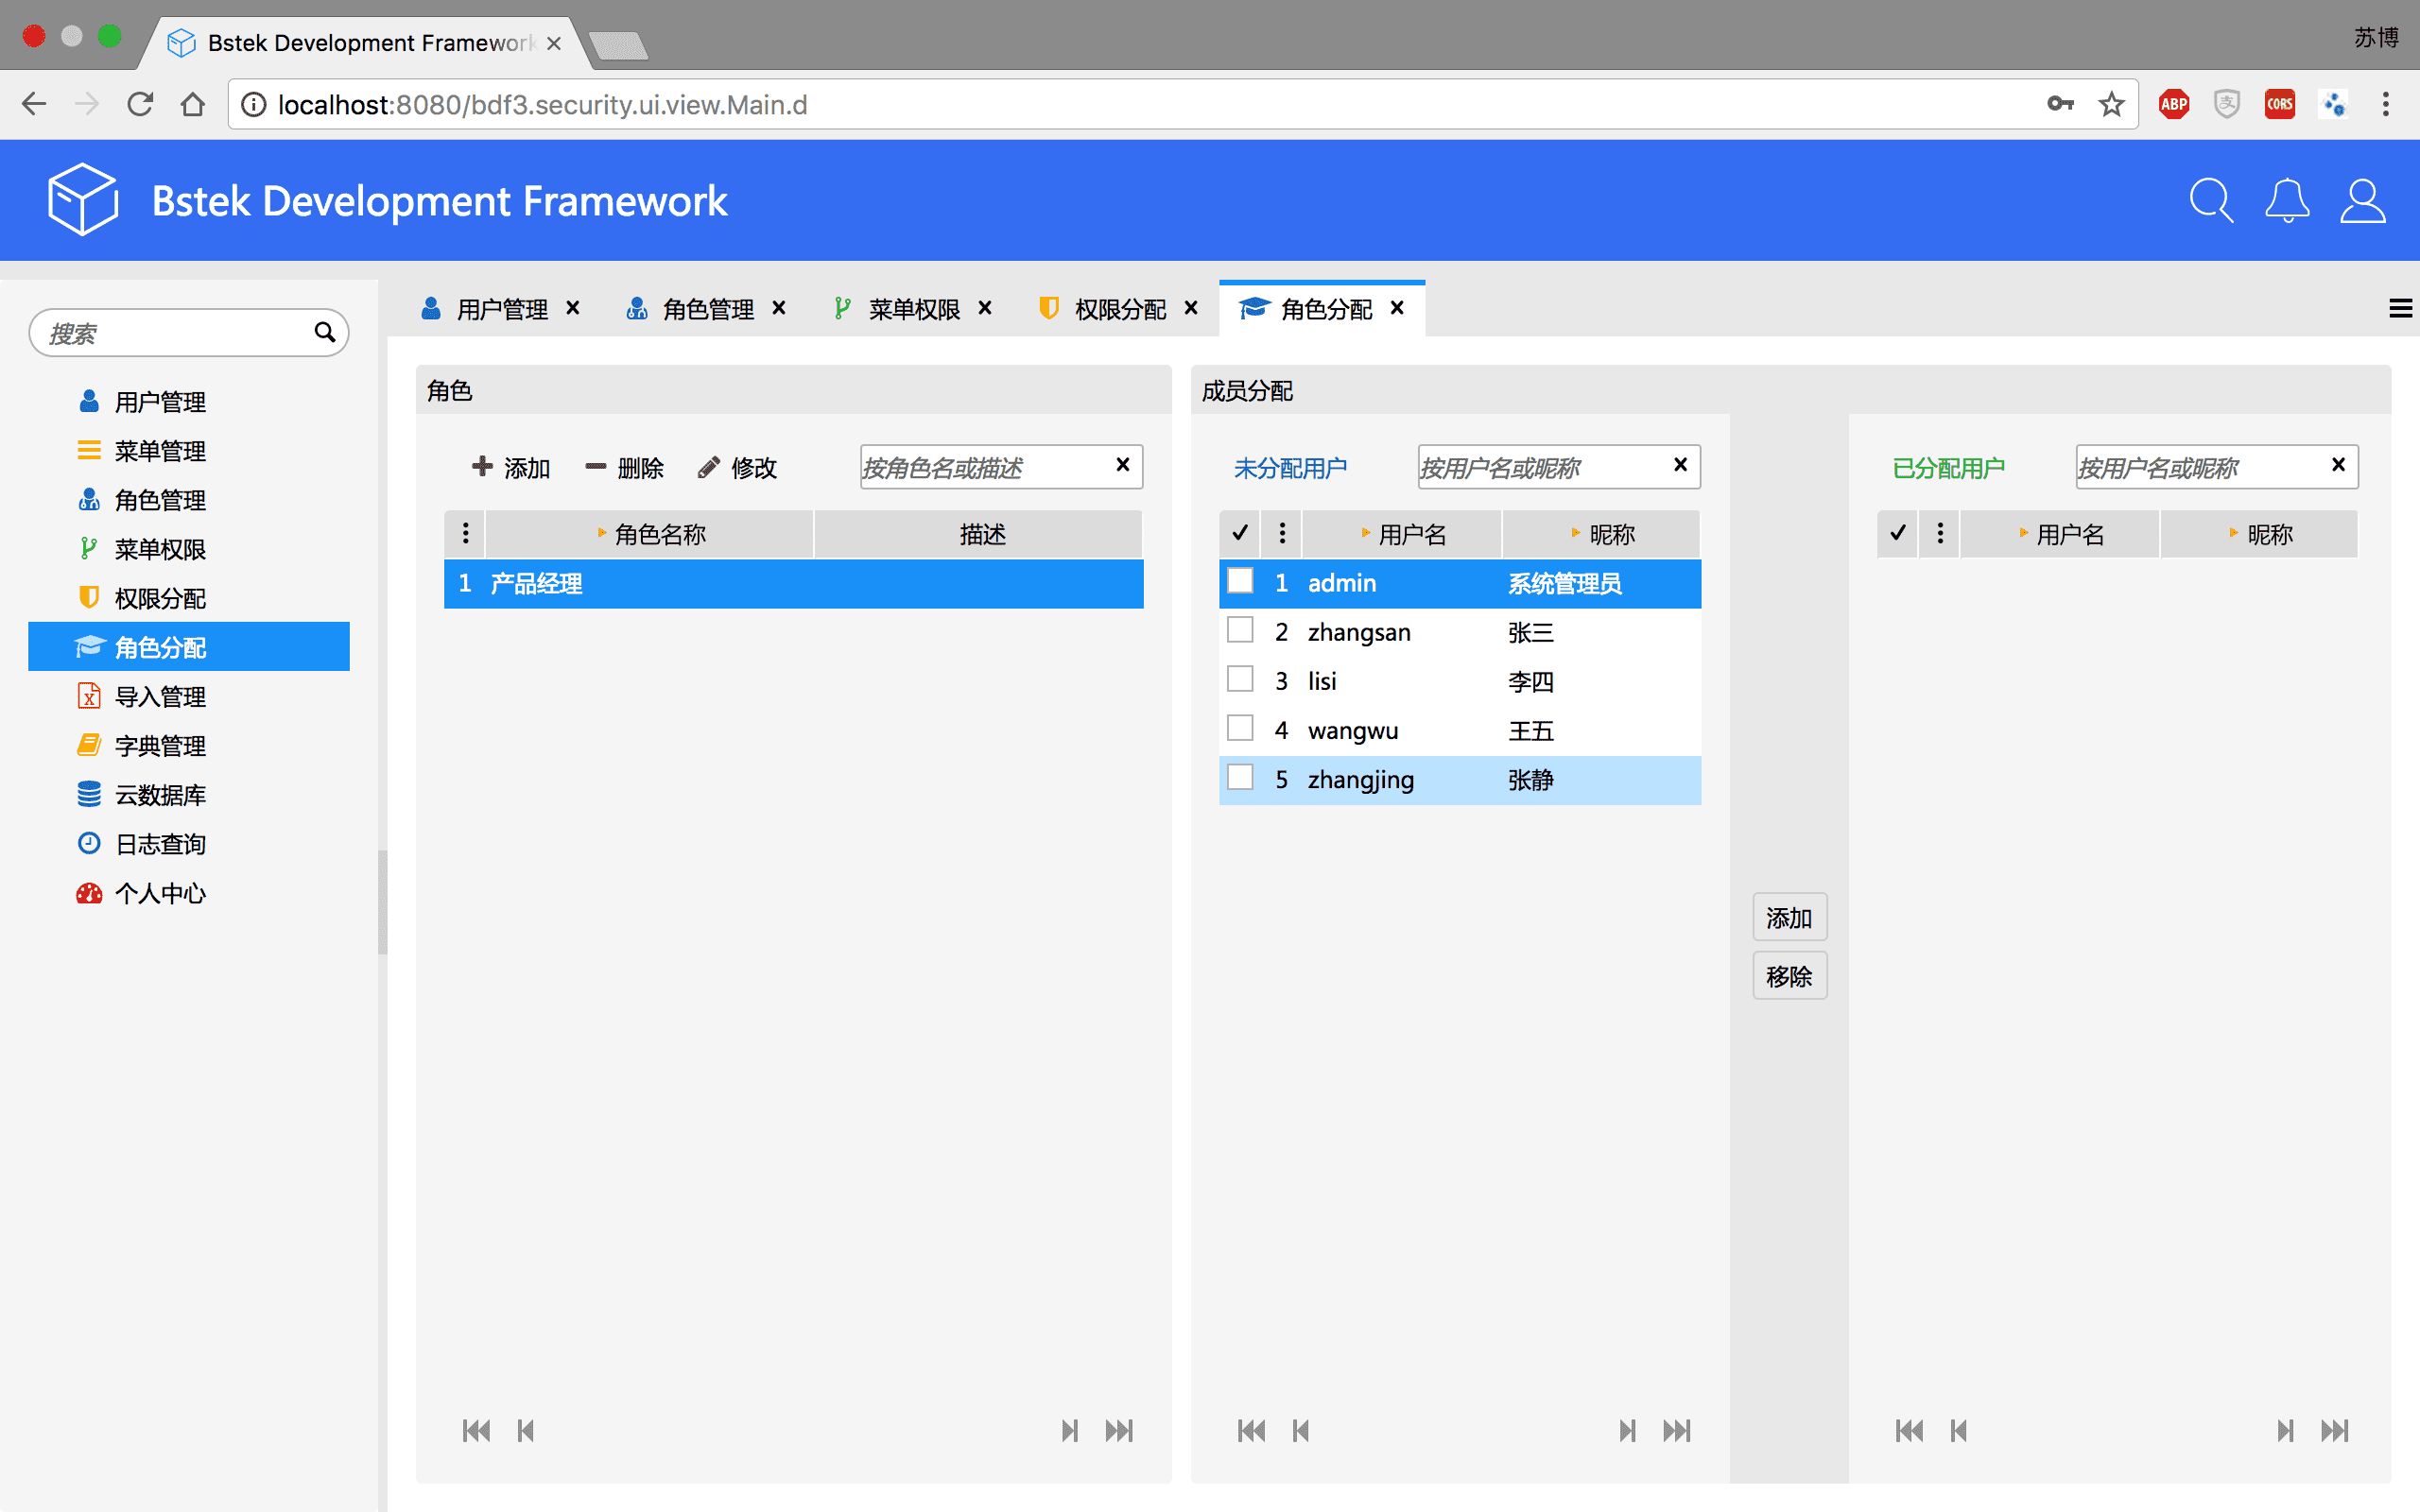 Bstek Development Framework
苏博
localhost:8080/bdf3.security.ui.view.Main.d
ABP
支
CORS
Bstek Development Framework
搜索
用户管理
菜单管理
角色管理
菜单权限
权限分配
角色分配
导入管理
字典管理
云数据库
日志查询
个人中心
用户管理 角色管理 菜单权限 权限分配 角色分配
角色
添加 删除 修改 按角色名或描述
角色名称 描述
1 产品经理
成员分配
未分配用户 按用户名或昵称
用户名 昵称
1 admin 系统管理员
2 zhangsan 张三
3 lisi 李四
4 wangwu 王五
5 zhangjing 张静
添加
移除
已分配用户 按用户名或昵称
用户名 昵称